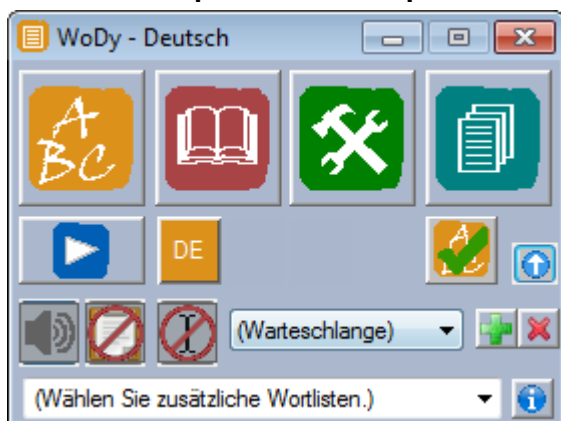 WoDy - Deutsch
A
BC
DE
A
(Warteschlange)
(Wählen Sie zusätzliche Wortlisten.)